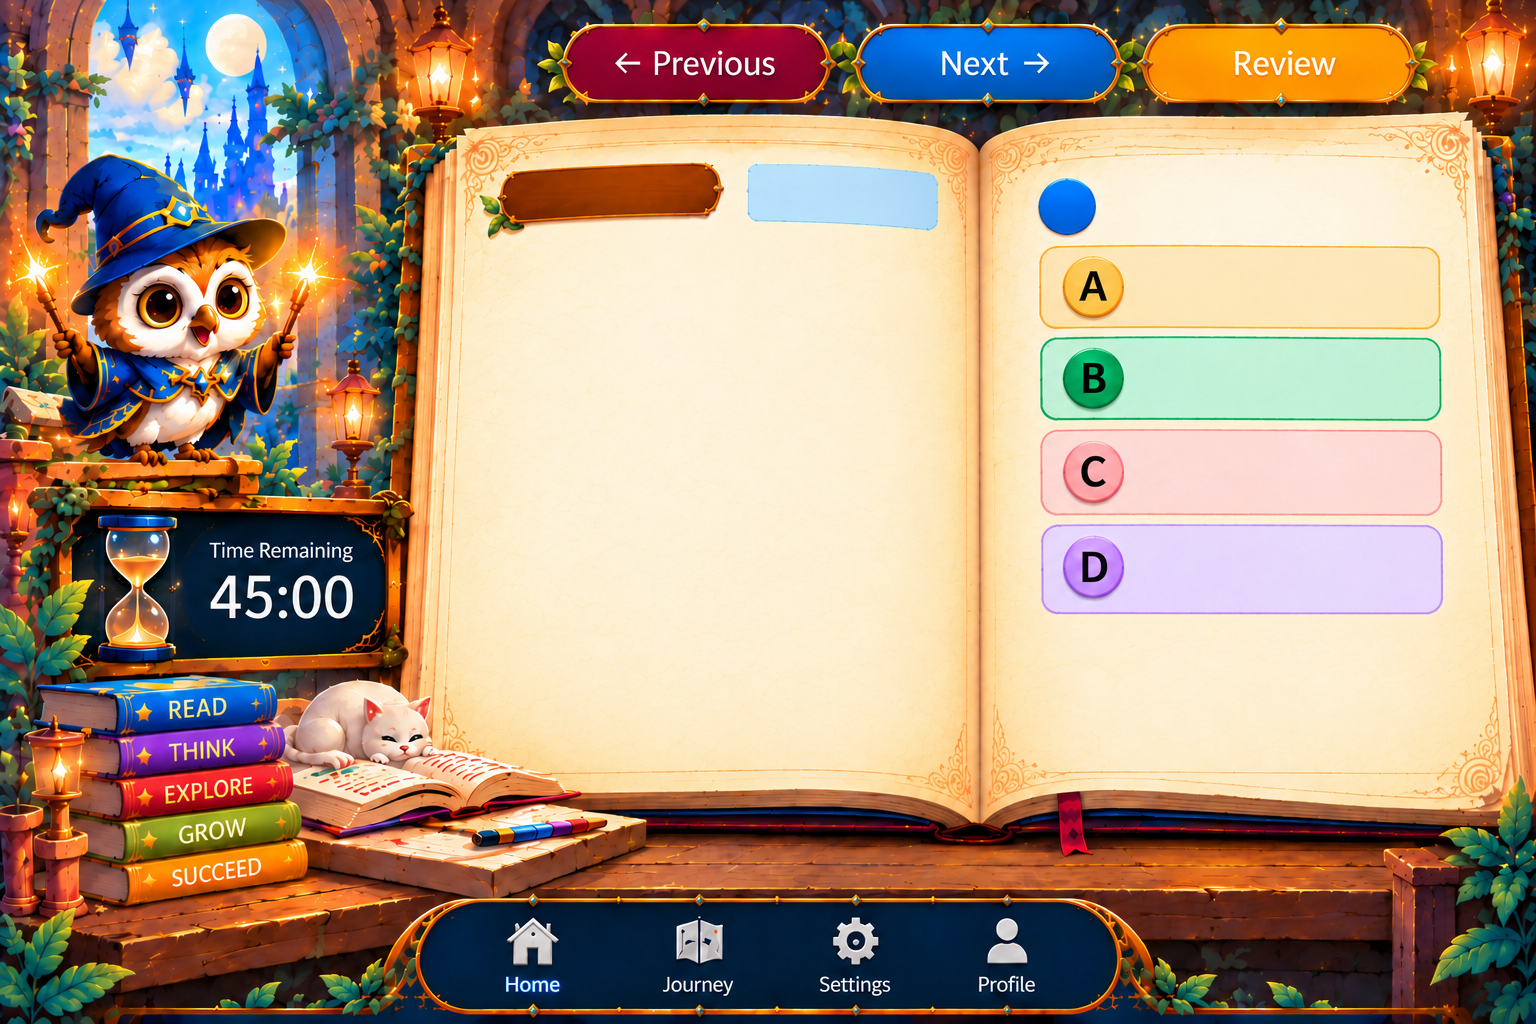 ← Previous
Next →
Review
A
B
C
D
Time Remaining
45:00
READ
THINK
EXPLORE
GROW
SUCCEED
Home
Journey
Settings
Profile